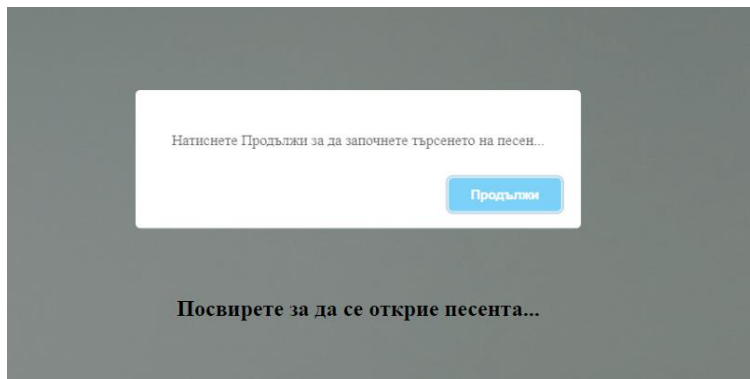 Натиснете Продължи за да започнете търсенето на песен...
Продължи
Посвирете за да се открие песента...